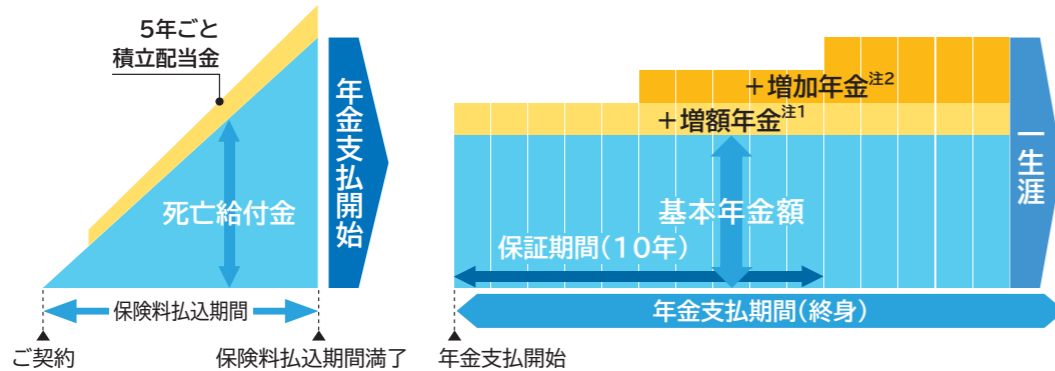 5年ごと
積立配当金
死亡給付金
年金支払開始
保険料払込期間
ご契約
保険料払込期間満了
＋増加年金注2
＋増額年金注1
基本年金額
保証期間（10年）
一生涯
年金支払期間（終身）
年金支払開始